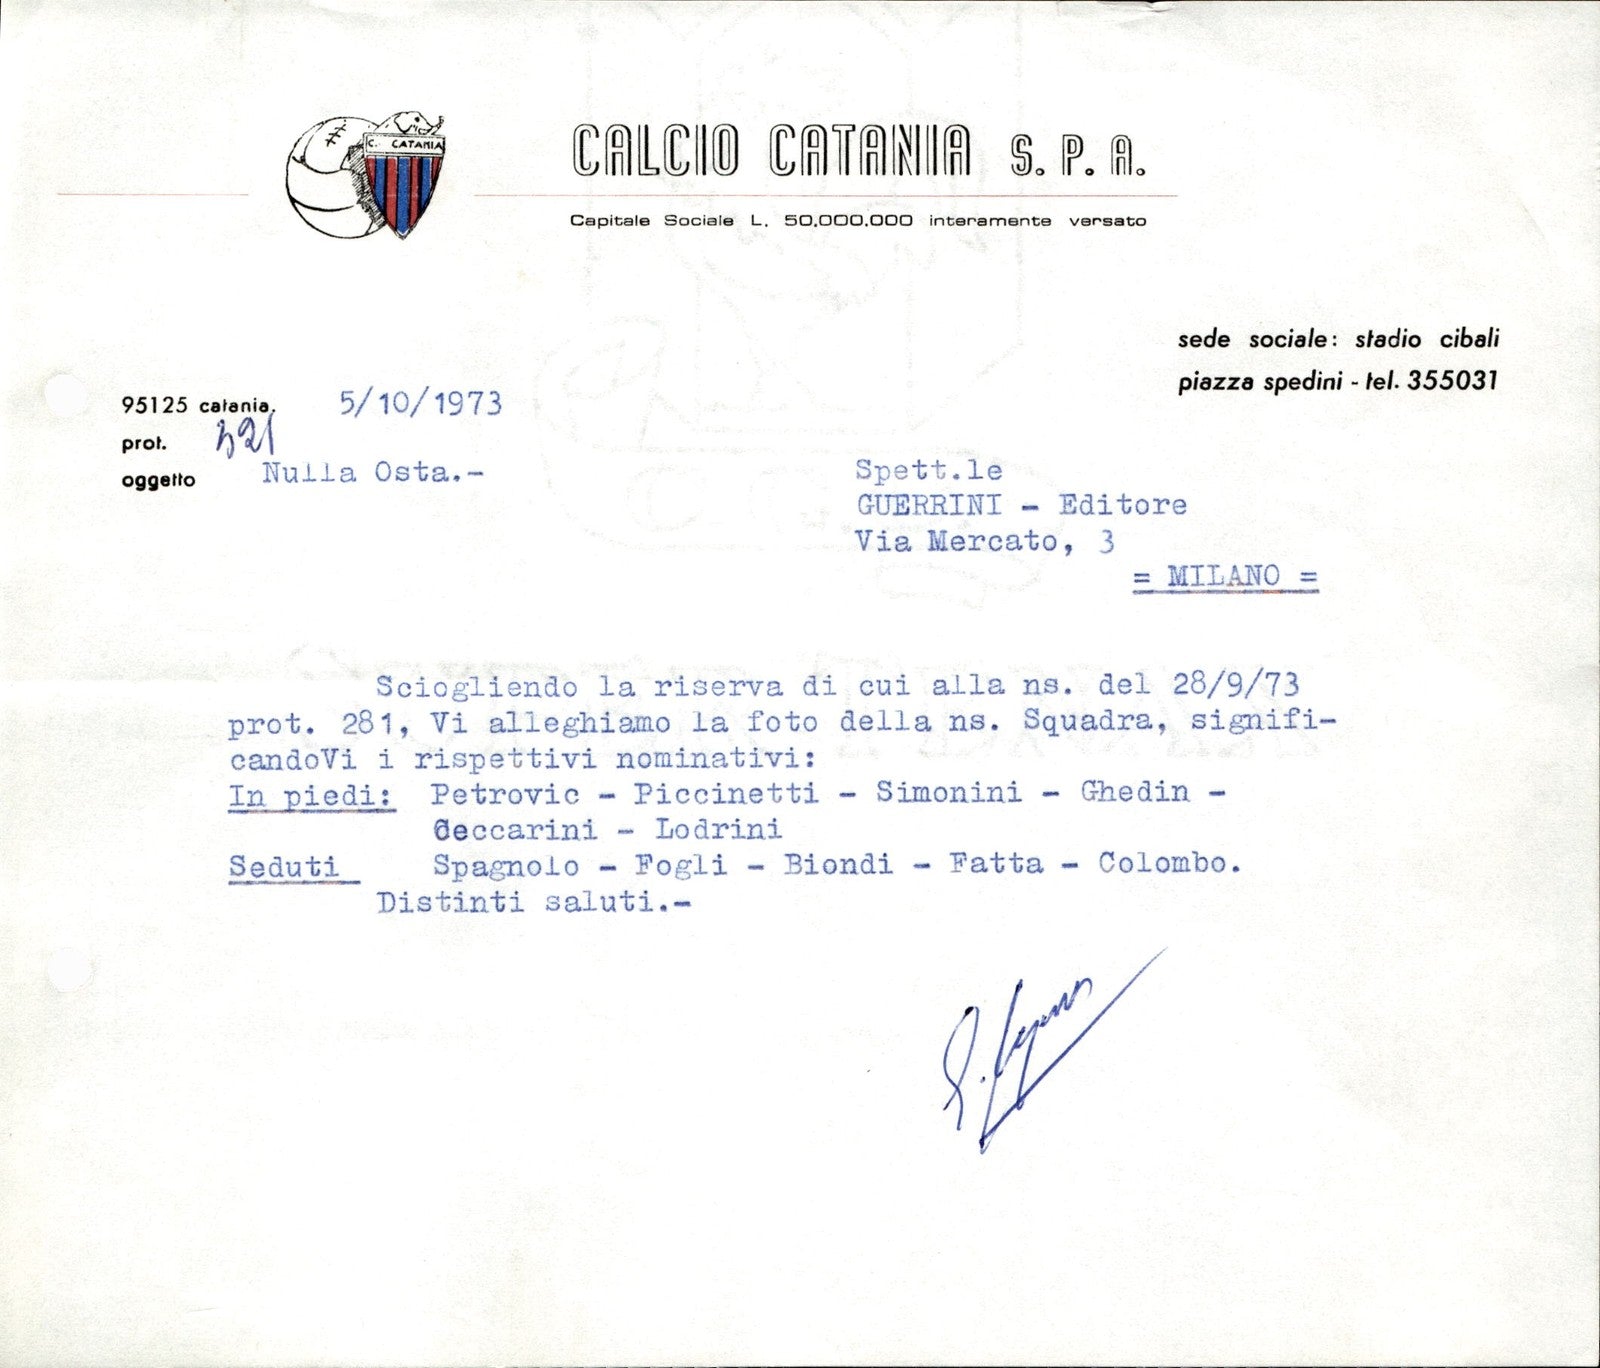 C. CATANIA
CALCIO CATANIA S. P. A.
Capitale Sociale L. 50.000.000 interamente versato
sede sociale: stadio cibali
piazza spedini - tel. 355031
95125 catania, 5/10/1973
prot. 321
oggetto Nulla Osta.-
Spett.le
GUERRINI - Editore
Via Mercato, 3
= MILANO =
Sciogliendo la riserva di cui alla ns. del 28/9/73
prot. 281, Vi alleghiamo la foto della ns. Squadra, signifi-
candoVi i rispettivi nominativi:
In piedi: Petrovic - Piccinetti - Simonini - Ghedin -
Ceccarini - Lodrini
Seduti Spagnolo - Fogli - Biondi - Fatta - Colombo.
Distinti saluti.-